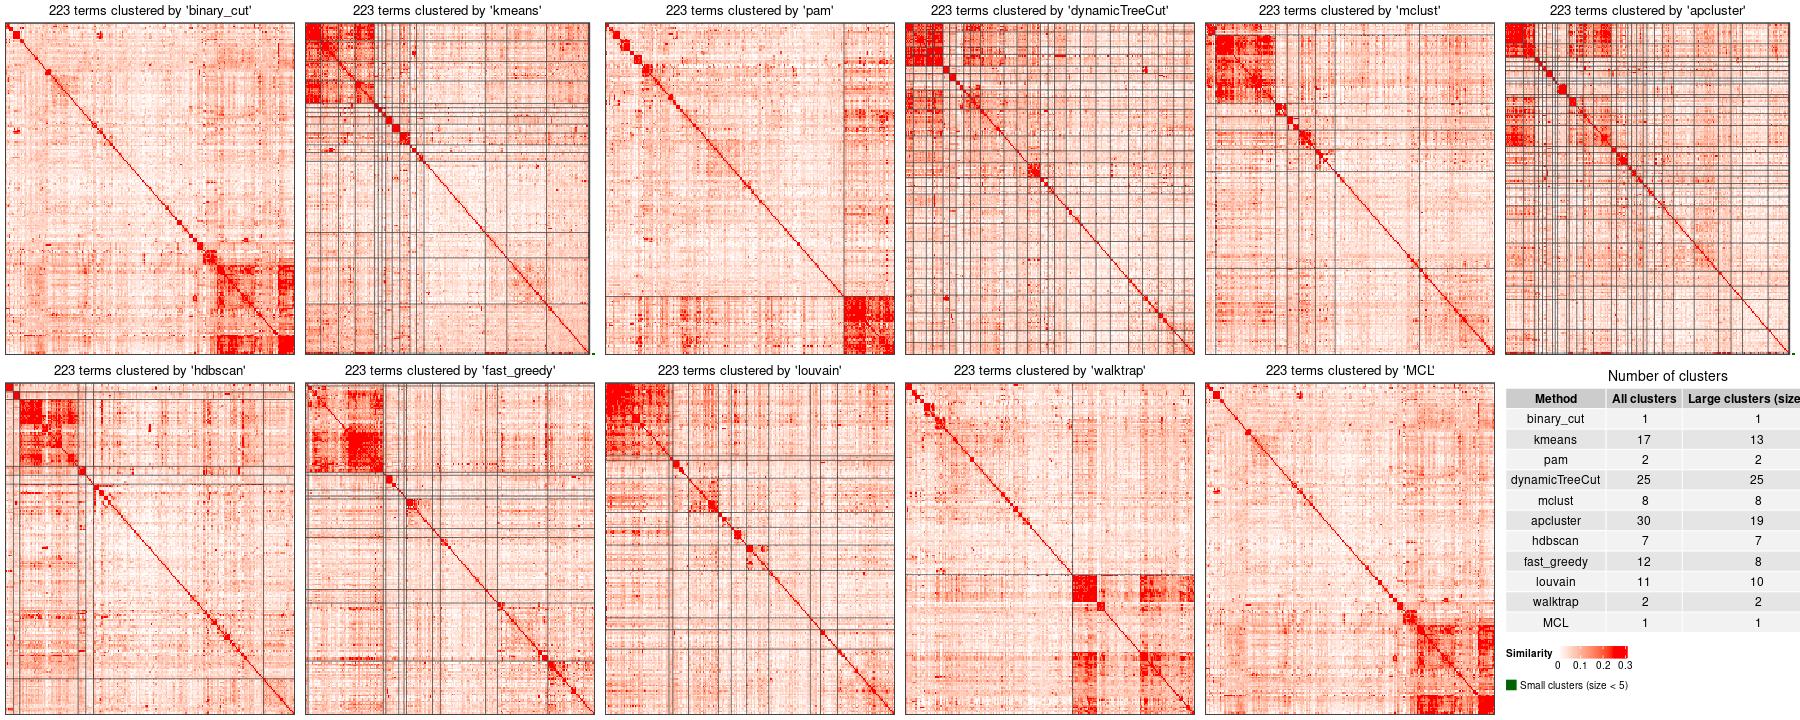 223 terms clustered by 'binary_cut'
223 terms clustered by 'kmeans'
223 terms clustered by 'pam'
223 terms clustered by 'dynamicTreeCut'
223 terms clustered by 'mclust'
223 terms clustered by 'apcluster'
223 terms clustered by 'hdbscan'
223 terms clustered by 'fast_greedy'
223 terms clustered by 'louvain'
223 terms clustered by 'walktrap'
223 terms clustered by 'MCL'
Number of clusters
Method All clusters Large clusters (size
binary_cut 1 1
kmeans 17 13
pam 2 2
dynamicTreeCut 25 25
mclust 8 8
apcluster 30 19
hdbscan 7 7
fast_greedy 12 8
louvain 11 10
walktrap 2 2
MCL 1 1
Similarity
0 0.1 0.2 0.3
Small clusters (size < 5)